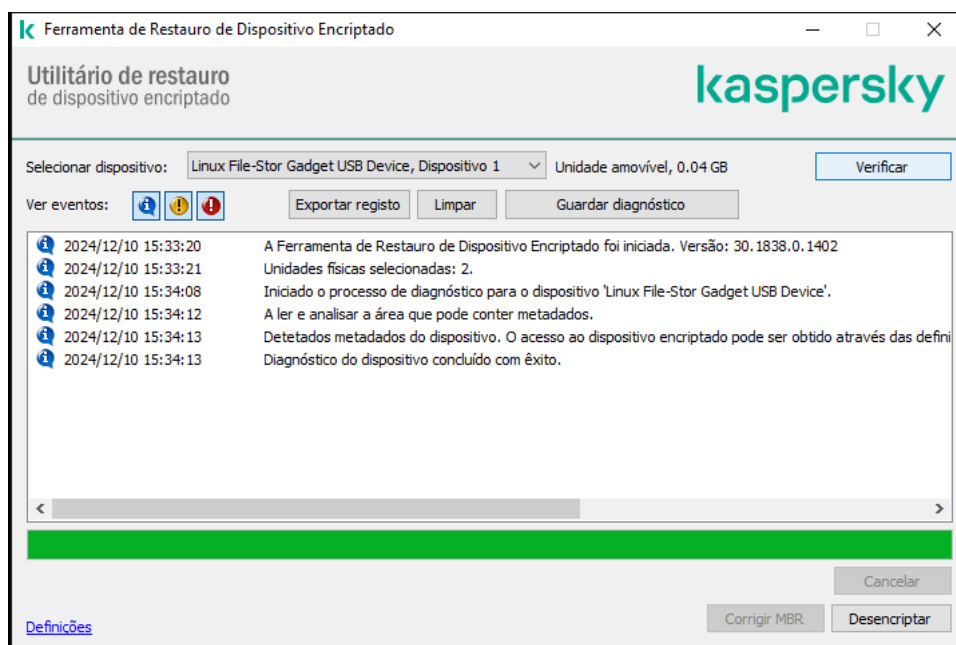 Ferramenta de Restauro de Dispositivo Encriptado
Utilitário de restauro
de dispositivo encriptado
kaspersky
Selecionar dispositivo: Linux File-Stor Gadget USB Device, Dispositivo 1 Unidade amovível, 0.04 GB Verificar
Ver eventos: Exportar registo Limpar Guardar diagnóstico
2024/12/10 15:33:20 A Ferramenta de Restauro de Dispositivo Encriptado foi iniciada. Versão: 30.1838.0.1402
2024/12/10 15:33:21 Unidades físicas selecionadas: 2.
2024/12/10 15:34:08 Iniciado o processo de diagnóstico para o dispositivo 'Linux File-Stor Gadget USB Device'.
2024/12/10 15:34:12 A ler e analisar a área que pode conter metadados.
2024/12/10 15:34:13 Detetados metadados do dispositivo. O acesso ao dispositivo encriptado pode ser obtido através das defini
2024/12/10 15:34:13 Diagnóstico do dispositivo concluído com êxito.
Cancelar
Definições Corrigir MBR Desencriptar